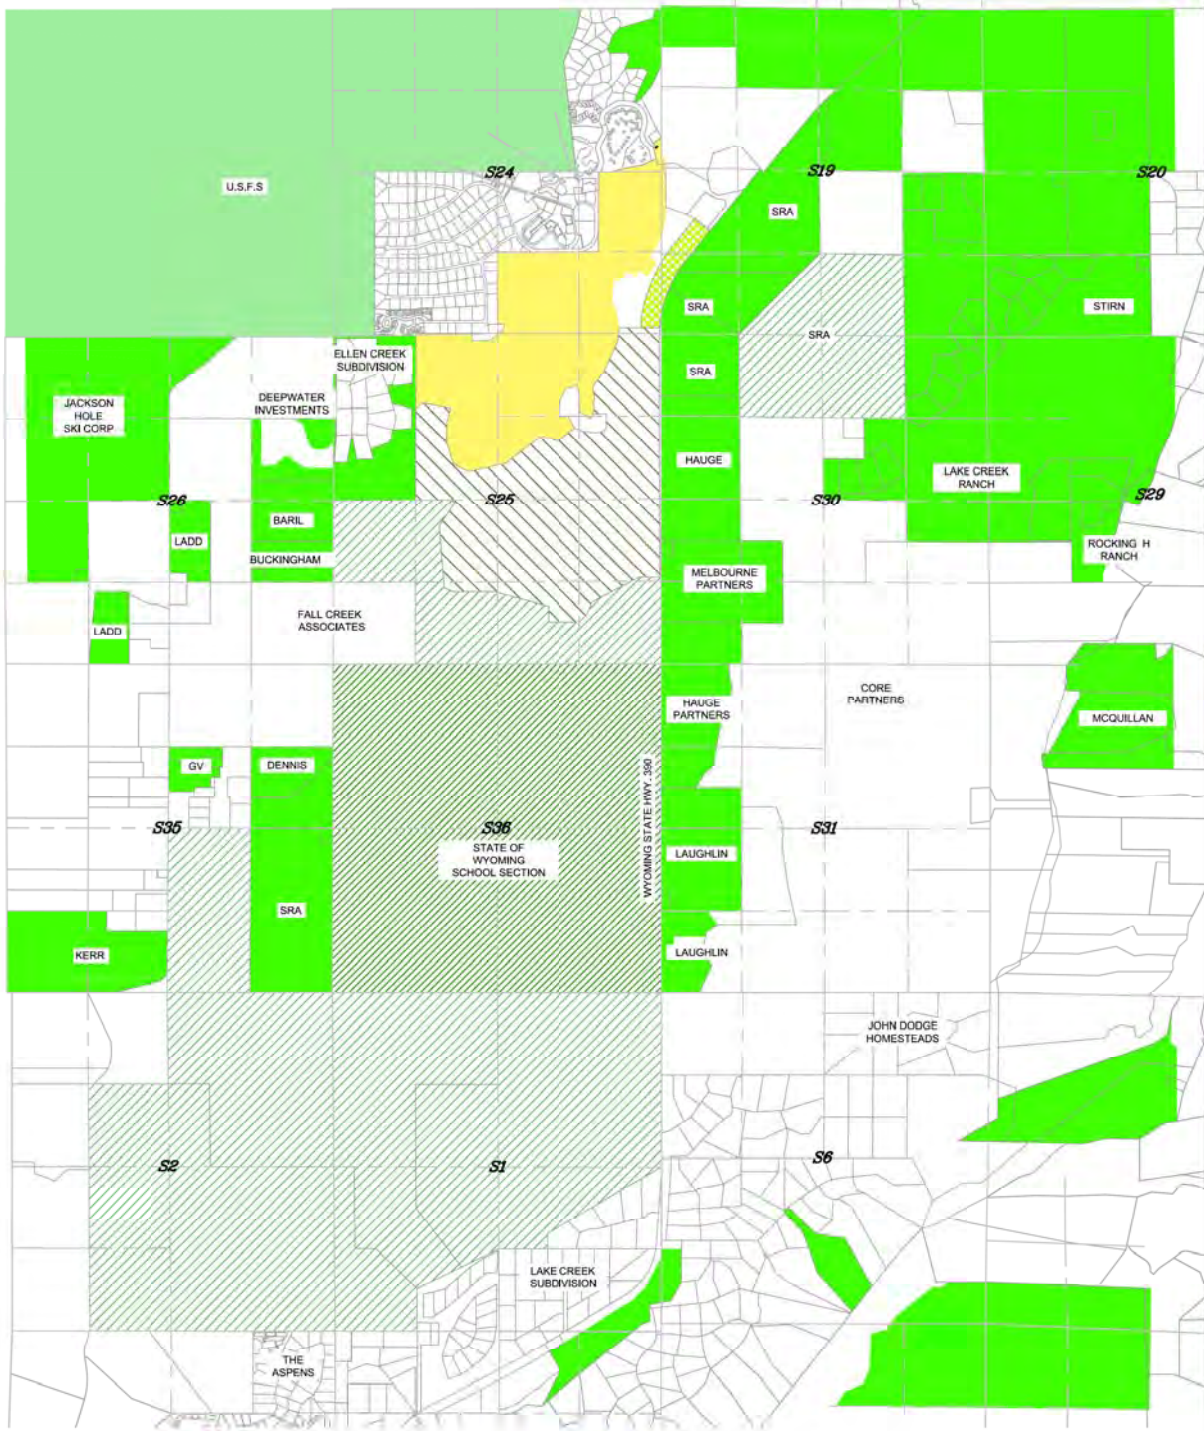 S24
S19
S20
U.S.F.S
SRA
SRA
STIRN
SRA
ELLEN CREEK
SUBDIVISION
SRA
DEEPWATER
INVESTMENTS
JACKSON
HOLE
SKI CORP
HAUGE
LAKE CREEK
RANCH
S26
S25
S30
S29
BARIL
LADD
ROCKING H
RANCH
BUCKINGHAM
MELBOURNE
PARTNERS
FALL CREEK
ASSOCIATES
LADD
CORE
PARTNERS
HAUGE
PARTNERS
MCQUILLAN
GV
DENNIS
WYOMING STATE HWY. 390
S35
S36
S31
STATE OF
WYOMING
SCHOOL SECTION
LAUGHLIN
SRA
KERR
LAUGHLIN
JOHN DODGE
HOMESTEADS
S2
S1
S6
LAKE CREEK
SUBDIVISION
THE
ASPENS